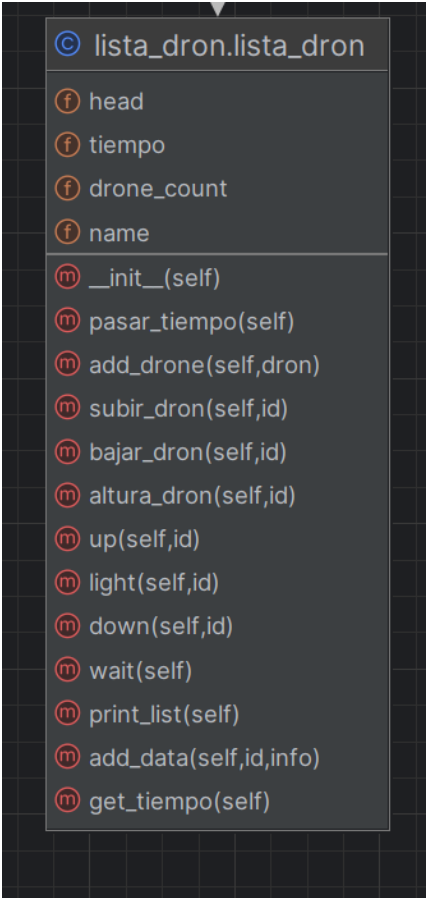 C lista_dron.lista_dron
f head
f tiempo
f drone_count
f name
m __init__(self)
m pasar_tiempo(self)
m add_drone(self,dron)
m subir_dron(self,id)
m bajar_dron(self,id)
m altura_dron(self,id)
m up(self,id)
m light(self,id)
m down(self,id)
m wait(self)
m print_list(self)
m add_data(self,id,info)
m get_tiempo(self)